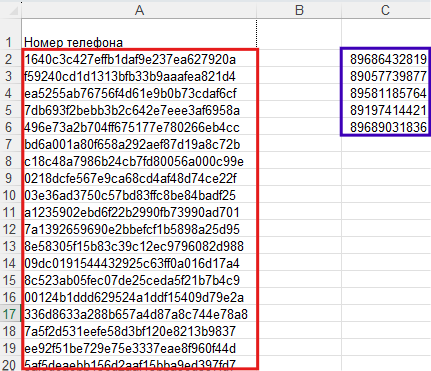 A B C
1 Номер телефона
2 1640c3c427effb1daf9e237ea627920a 89686432819
3 f59240cd1d1313bfb33b9aaafea821d4 89057739877
4 ea5255ab76756f4d61e9b0b73cdaf6cf 89581185764
5 7db693f2bebb3b2c642e7eee3af6958a 89197414421
6 496e73a2b704ff675177e780266eb4cc 89689031836
7 bd6a001a80f658a292aef87d19a8c72b
8 c18c48a7986b24cb7fd80056a000c99e
9 0218dcfe567e9ca68cd4af48d74ce22f
10 03e36ad3750c57bd83ffc8be84badf25
11 a1235902ebd6f22b2990fb73990ad701
12 7a1392659690e2bbefcf1b5898a25d95
13 8e58305f15b83c39c12ec9796082d988
14 09dc0191544432925c63ff0a016d17a4
15 8c523ab05fec07de25ceda5f21b7b4c9
16 00124b1ddd629524a1ddf15409d79e2a
17 336d8633a288b657a4d87a8c744e78a8
18 7a5f2d531eefe58d3bf120e8213b9837
19 ee92f51be729e75e3337eae8f960f44d
20 5af5deaebb156d2aaf15bba9ed397fd7